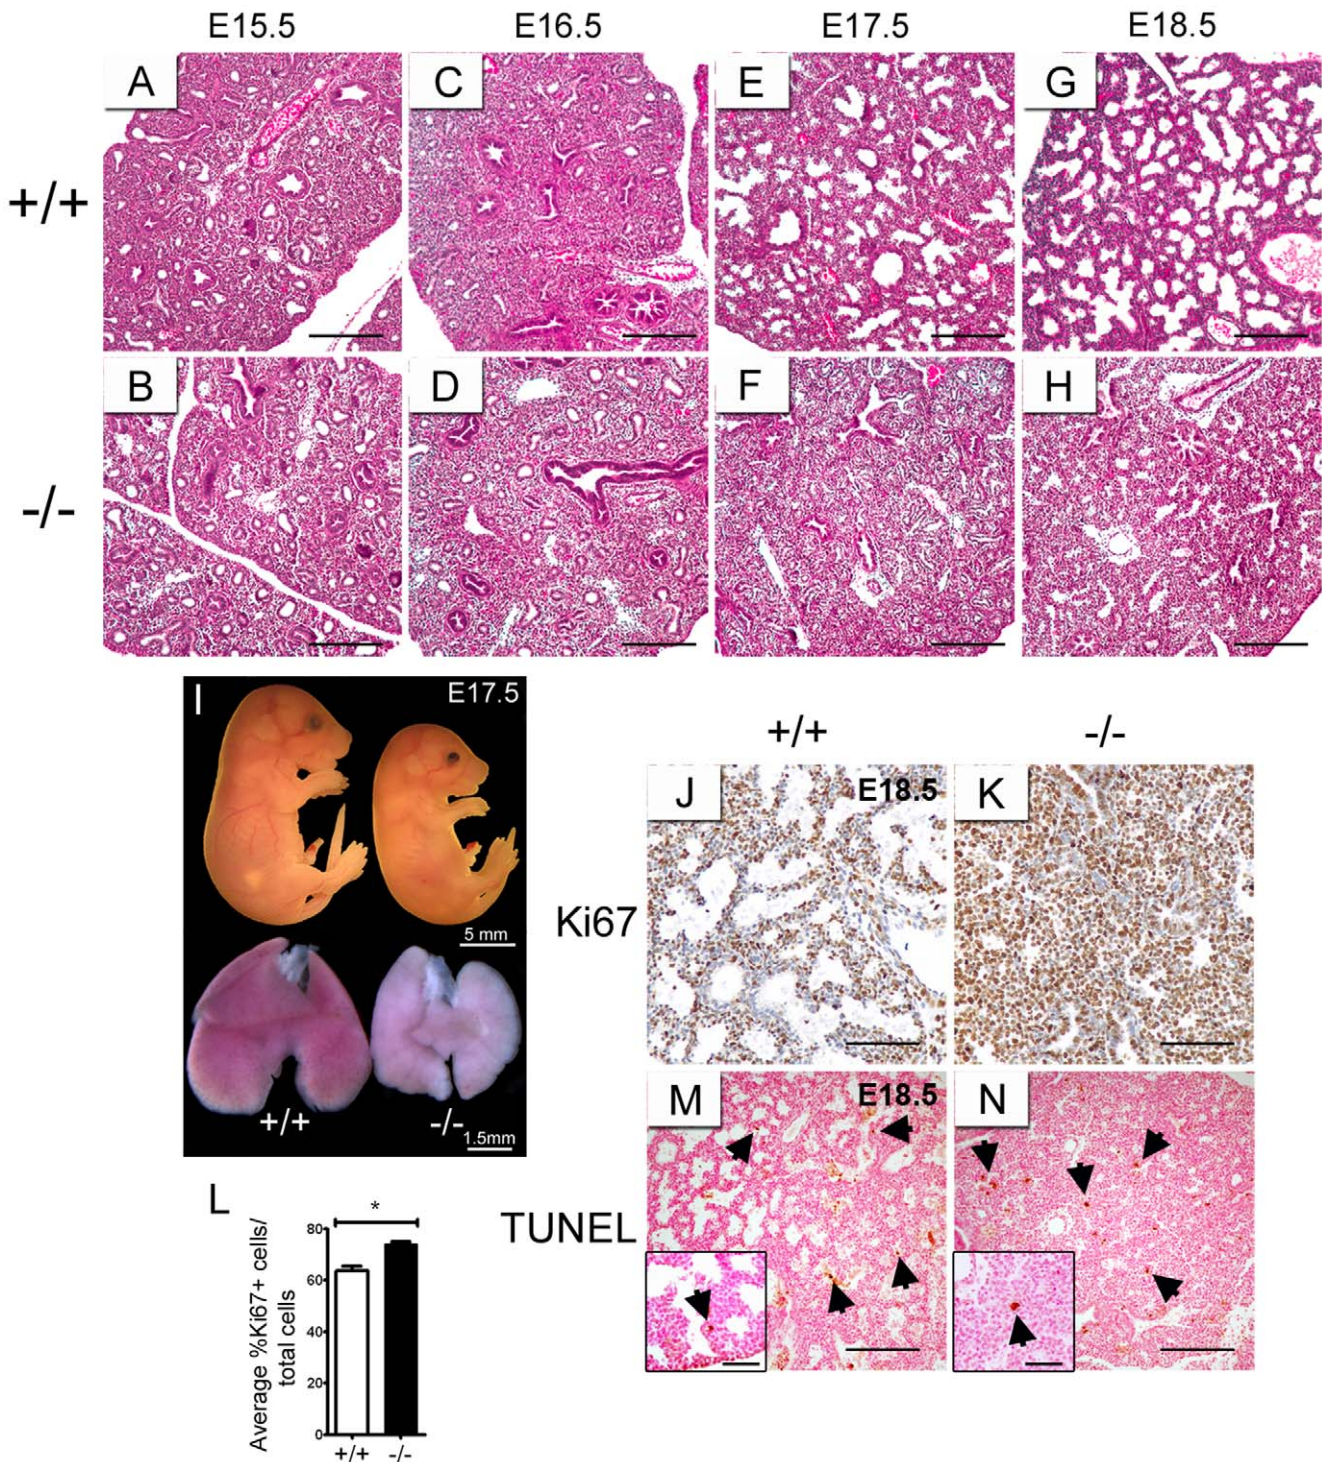 E15.5 E16.5 E17.5 E18.5
+/+
A C E G
-/-
B D F H
I E17.5
5 mm
+/+ -/-
1.5mm
+/+ -/-
Ki67
J E18.5 K
TUNEL
M E18.5 N
L
*
Average %Ki67+ cells/
total cells
80
60
40
20
0
+/+ -/-